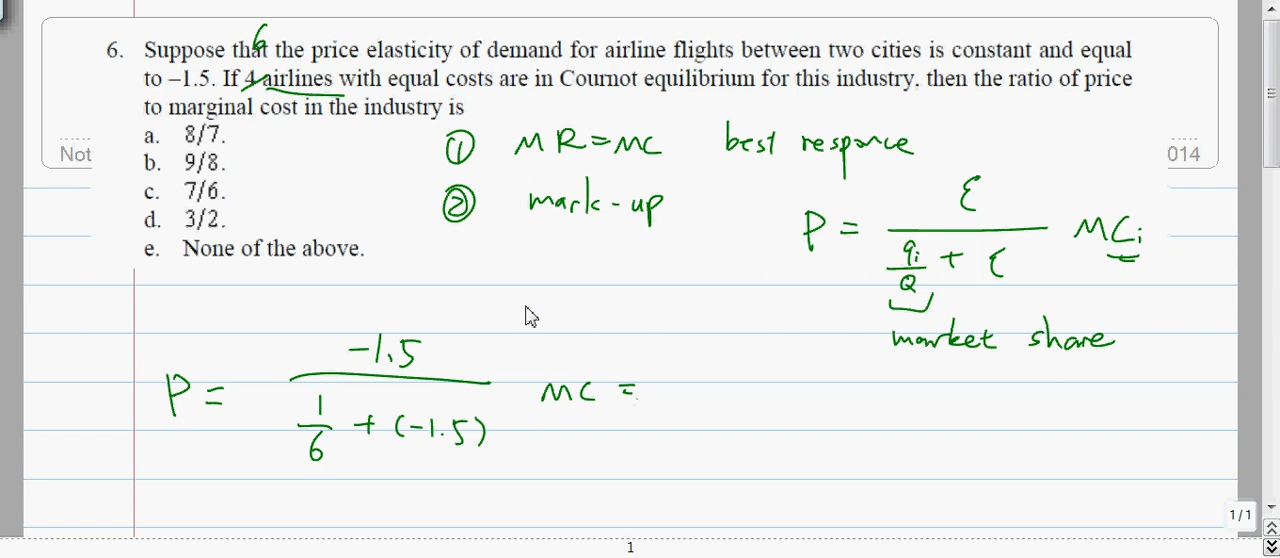 6. Suppose that the price elasticity of demand for airline flights between two cities is constant and equal
to –1.5. If 4 airlines with equal costs are in Cournot equilibrium for this industry, then the ratio of price
to marginal cost in the industry is
6
a. 8/7.
b. 9/8.
c. 7/6.
d. 3/2.
e. None of the above.
Not
014
① MR = MC best responce
② mark-up
P = ε / (qi/Q + ε) MCi
market share
P = -1.5 / (1/6 + (-1.5)) MC =
1/1
1